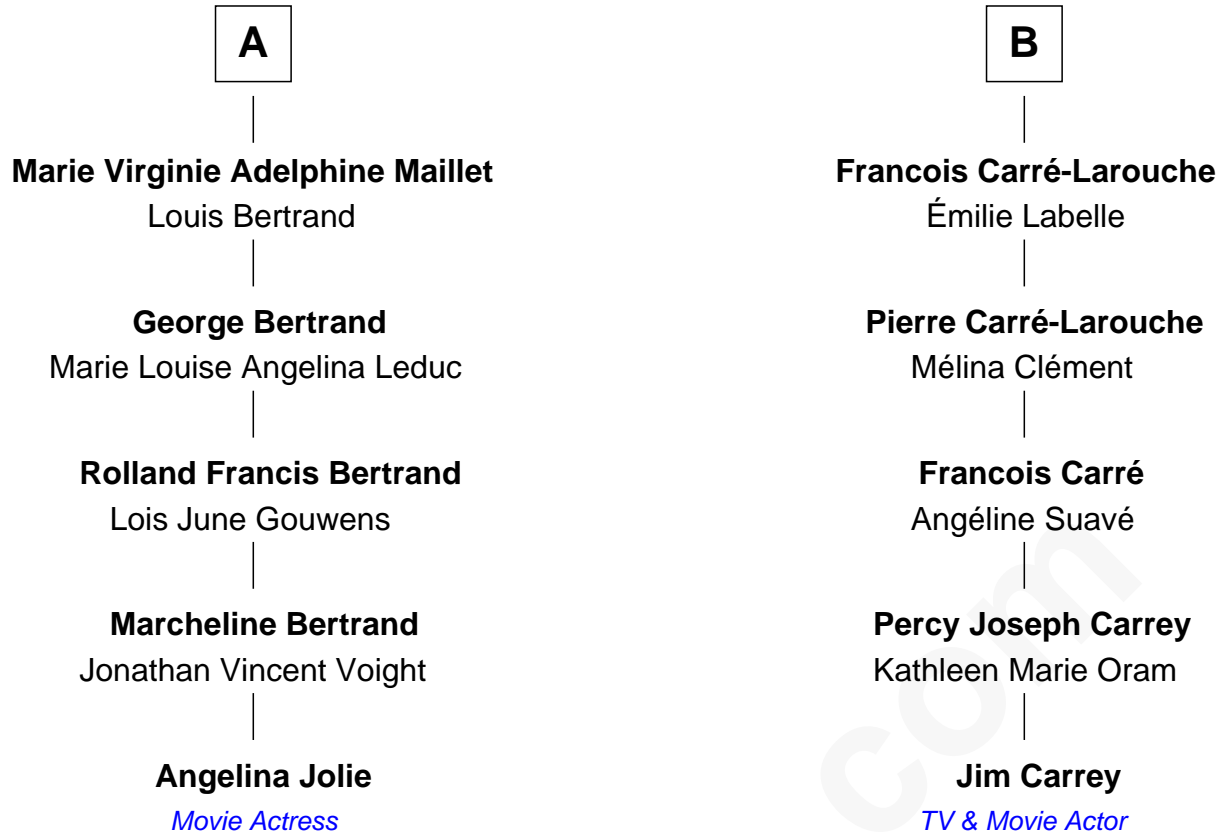 A
Marie Virginie Adelphine Maillet
Louis Bertrand
George Bertrand
Marie Louise Angelina Leduc
Rolland Francis Bertrand
Lois June Gouwens
Marcheline Bertrand
Jonathan Vincent Voight
Angelina Jolie
Movie Actress
B
Francois Carré-Larouche
Émilie Labelle
Pierre Carré-Larouche
Mélina Clément
Francois Carré
Angéline Suavé
Percy Joseph Carrey
Kathleen Marie Oram
Jim Carrey
TV & Movie Actor
com